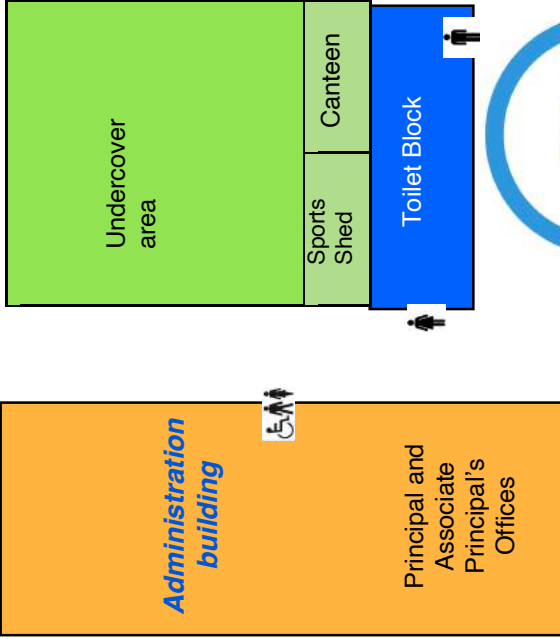 Undercover
area
Sports
Shed
Canteen
Toilet Block
Administration
building
Principal and
Associate
Principal's
Offices